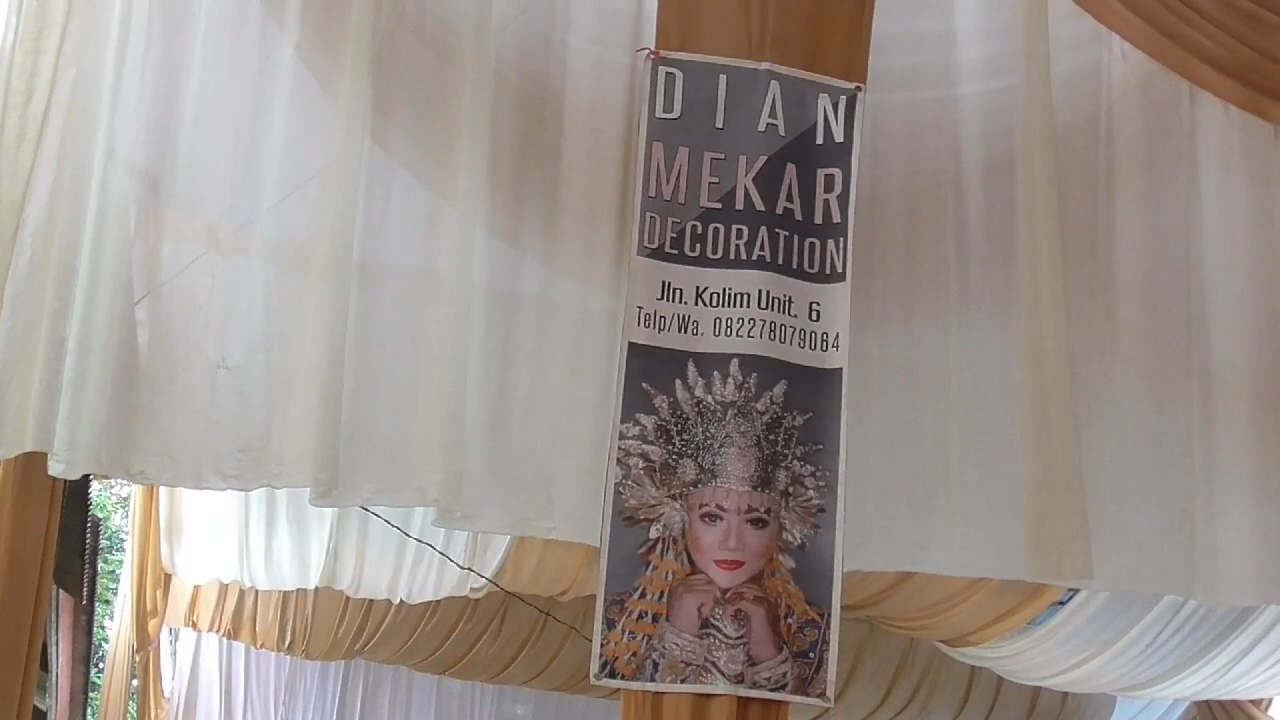 DIAN
MEKAR
DECORATION
Jln. Kolim Unit. 6
Telp/Wa. 082278079064